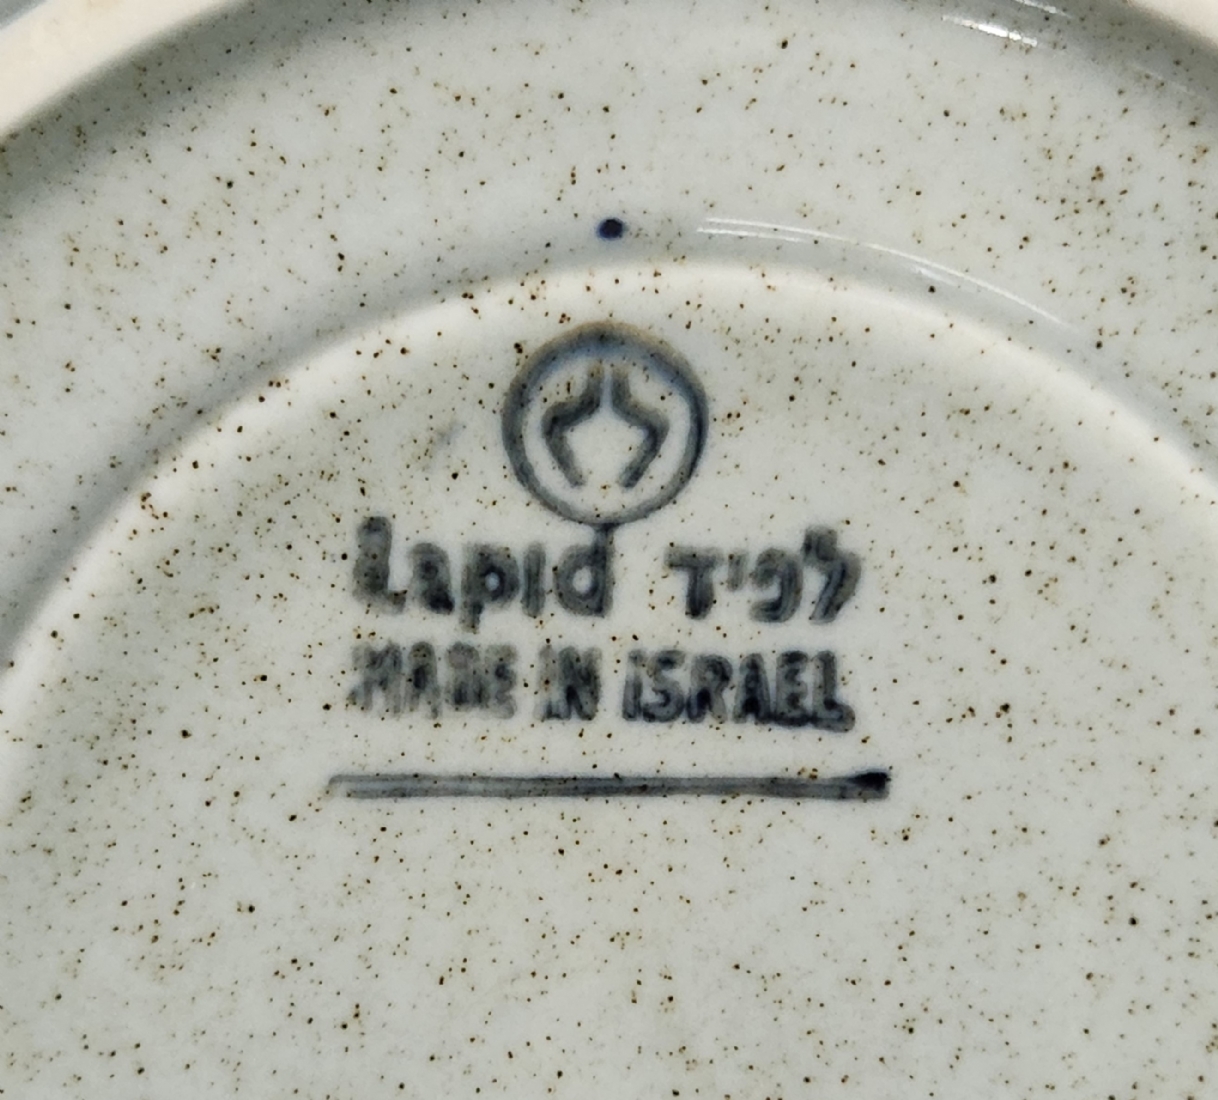 Lapid לפיד
MADE IN ISRAEL